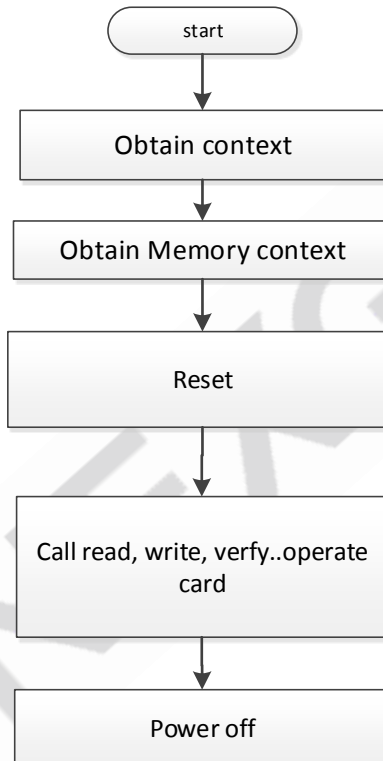 start
Obtain context
Obtain Memory context
Reset
Call read, write, verfy..operate
card
Power off